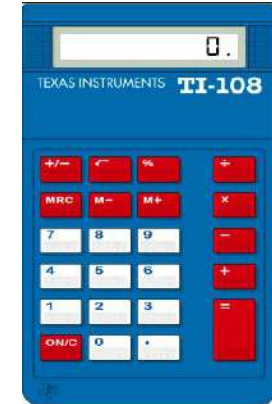 0.
TEXAS INSTRUMENTS TI-108
+/− √ % ÷
MRC M− M+ ×
7 8 9 −
4 5 6 +
1 2 3 =
ON/C 0 .